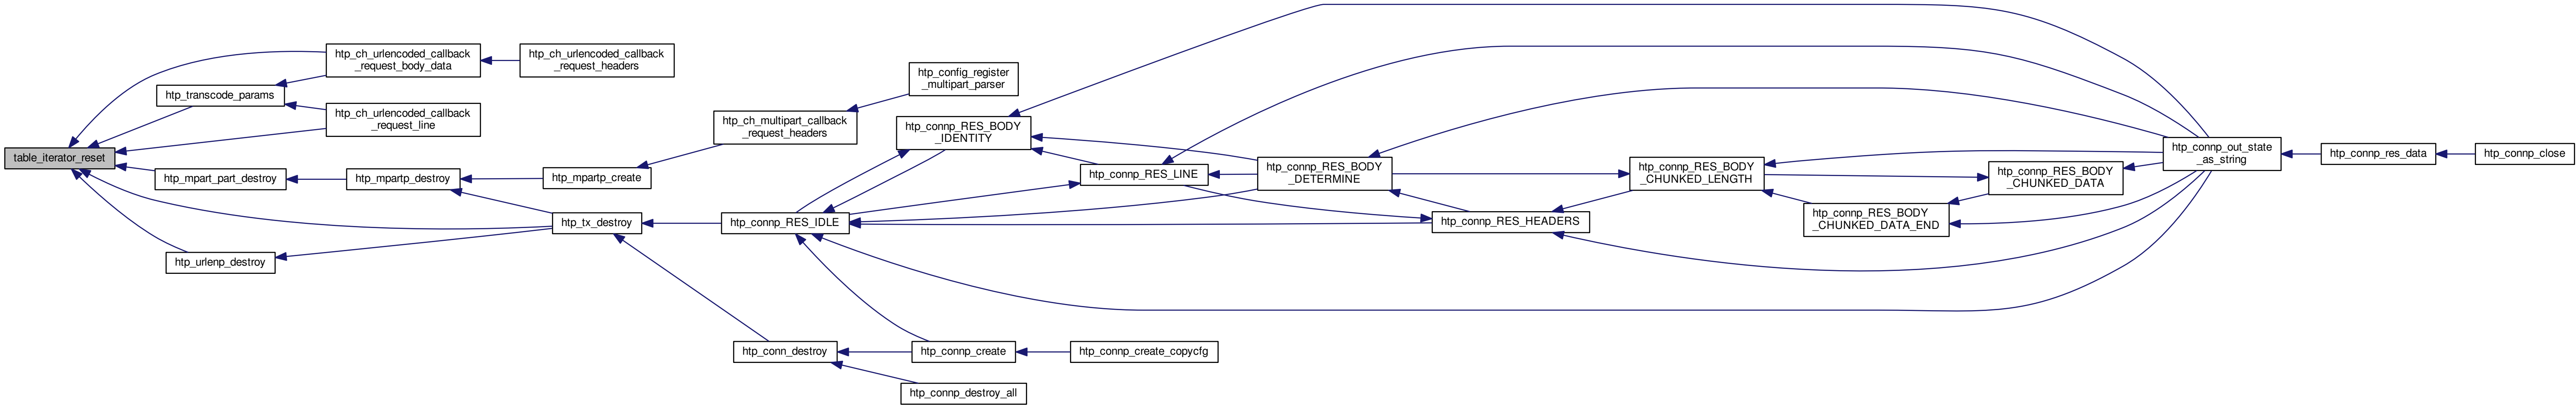 table_iterator_reset
htp_ch_urlencoded_callback
_request_body_data
htp_ch_urlencoded_callback
_request_headers
htp_transcode_params
htp_ch_urlencoded_callback
_request_line
htp_mpart_part_destroy
htp_mpartp_destroy
htp_mpartp_create
htp_ch_multipart_callback
_request_headers
htp_config_register
_multipart_parser
htp_tx_destroy
htp_urlenp_destroy
htp_connp_RES_IDLE
htp_connp_RES_BODY
_IDENTITY
htp_connp_RES_LINE
htp_connp_RES_BODY
_DETERMINE
htp_connp_RES_HEADERS
htp_connp_RES_BODY
_CHUNKED_LENGTH
htp_connp_RES_BODY
_CHUNKED_DATA_END
htp_connp_RES_BODY
_CHUNKED_DATA
htp_connp_out_state
_as_string
htp_connp_res_data
htp_connp_close
htp_conn_destroy
htp_connp_create
htp_connp_create_copycfg
htp_connp_destroy_all